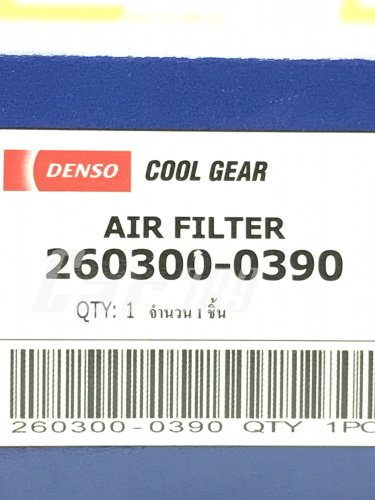 DENSO COOL GEAR
AIR FILTER
260300-0390
QTY: 1 จำนวน 1 ชิ้น
260300-0390 QTY 1PC